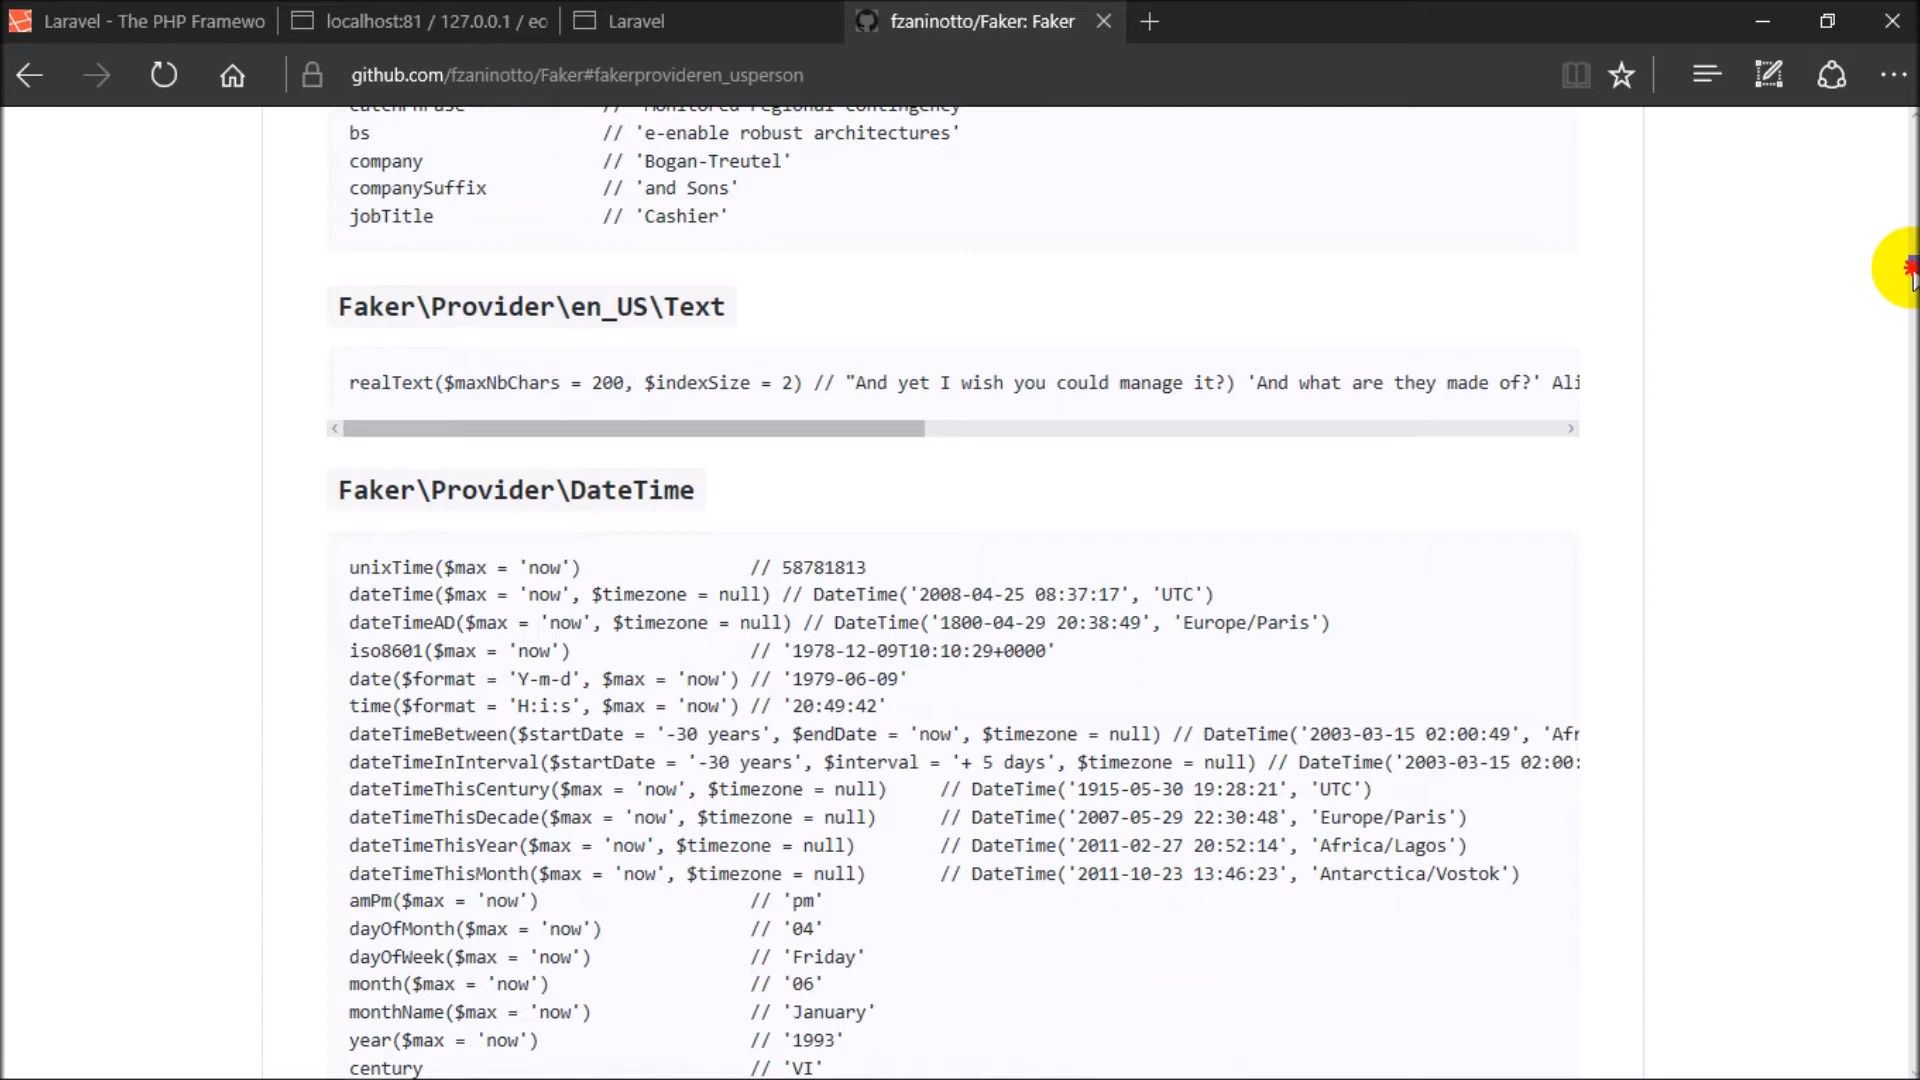 Laravel - The PHP Framewo
localhost:81 / 127.0.0.1 / ec
Laravel
fzaninotto/Faker: Faker
github.com/fzaninotto/Faker#fakerprovideren_usperson
catchPhrase // 'Monitored regional contingency'
bs // 'e-enable robust architectures'
company // 'Bogan-Treutel'
companySuffix // 'and Sons'
jobTitle // 'Cashier'
Faker\Provider\en_US\Text
realText($maxNbChars = 200, $indexSize = 2) // "And yet I wish you could manage it?) 'And what are they made of?' Ali
Faker\Provider\DateTime
unixTime($max = 'now') // 58781813
dateTime($max = 'now', $timezone = null) // DateTime('2008-04-25 08:37:17', 'UTC')
dateTimeAD($max = 'now', $timezone = null) // DateTime('1800-04-29 20:38:49', 'Europe/Paris')
iso8601($max = 'now') // '1978-12-09T10:10:29+0000'
date($format = 'Y-m-d', $max = 'now') // '1979-06-09'
time($format = 'H:i:s', $max = 'now') // '20:49:42'
dateTimeBetween($startDate = '-30 years', $endDate = 'now', $timezone = null) // DateTime('2003-03-15 02:00:49', 'Afr
dateTimeInInterval($startDate = '-30 years', $interval = '+ 5 days', $timezone = null) // DateTime('2003-03-15 02:00:
dateTimeThisCentury($max = 'now', $timezone = null) // DateTime('1915-05-30 19:28:21', 'UTC')
dateTimeThisDecade($max = 'now', $timezone = null) // DateTime('2007-05-29 22:30:48', 'Europe/Paris')
dateTimeThisYear($max = 'now', $timezone = null) // DateTime('2011-02-27 20:52:14', 'Africa/Lagos')
dateTimeThisMonth($max = 'now', $timezone = null) // DateTime('2011-10-23 13:46:23', 'Antarctica/Vostok')
amPm($max = 'now') // 'pm'
dayOfMonth($max = 'now') // '04'
dayOfWeek($max = 'now') // 'Friday'
month($max = 'now') // '06'
monthName($max = 'now') // 'January'
year($max = 'now') // '1993'
century // 'VI'